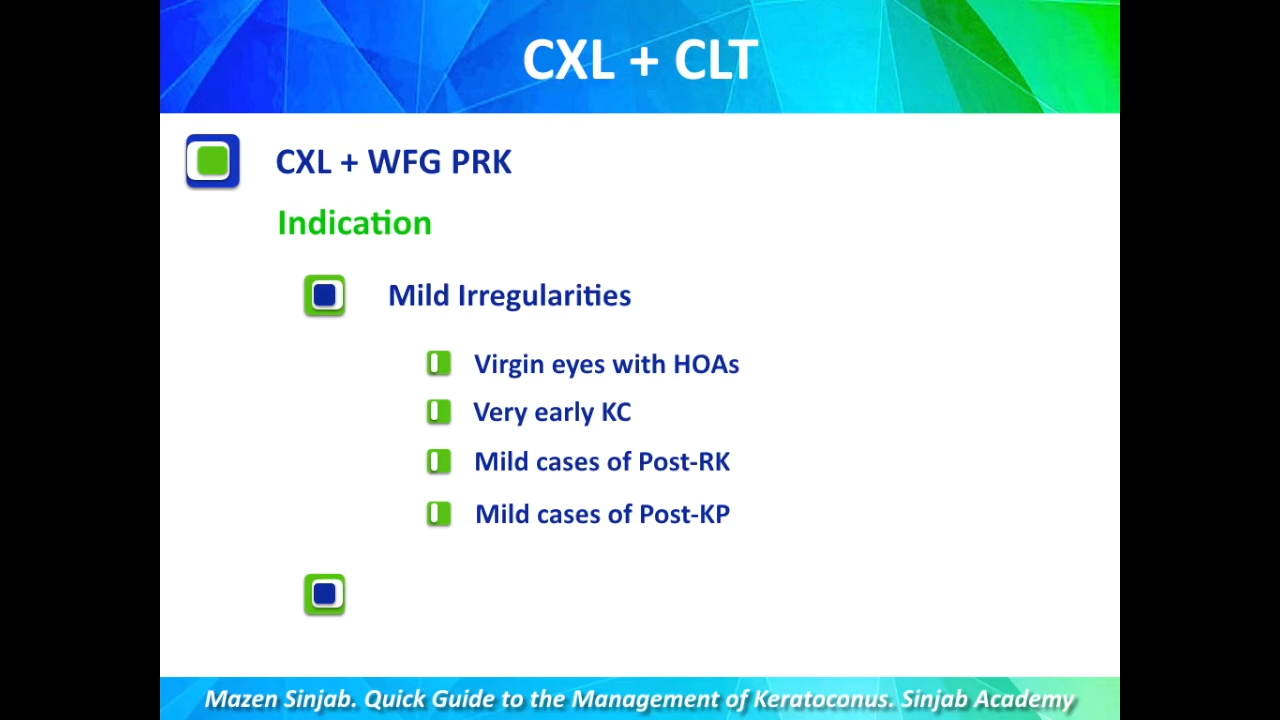 CXL + CLT
CXL + WFG PRK
Indication
Mild Irregularities
Virgin eyes with HOAs
Very early KC
Mild cases of Post-RK
Mild cases of Post-KP
Mazen Sinjab. Quick Guide to the Management of Keratoconus. Sinjab Academy